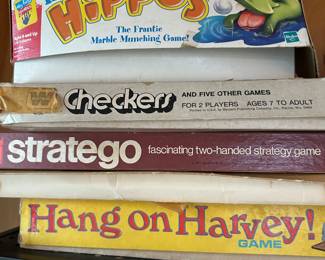 HIPPOS
The Frantic
Marble Munching Game!
Checkers
AND FIVE OTHER GAMES
FOR 2 PLAYERS AGES 7 TO ADULT
stratego
fascinating two-handed strategy game
Hang on Harvey!
GAME